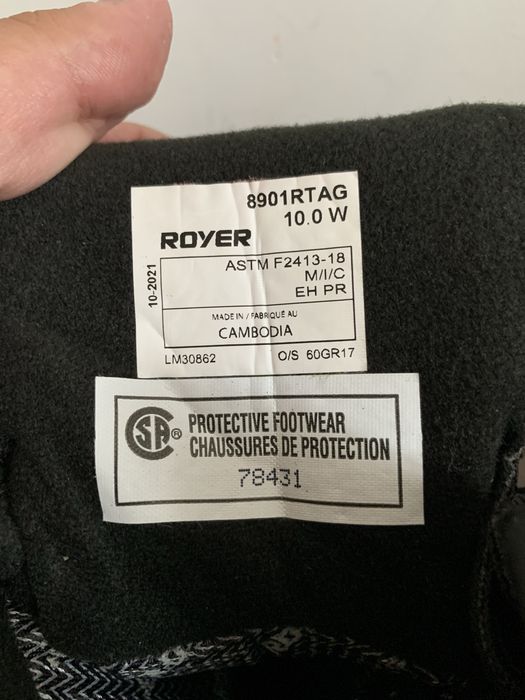 8901RTAG
10.0 W
ROYER
10-2021
ASTM F2413-18
M/I/C
EH PR
MADE IN / FABRIQUÉ AU
CAMBODIA
LM30862 O/S 60GR17
CSA® PROTECTIVE FOOTWEAR
CHAUSSURES DE PROTECTION
78431